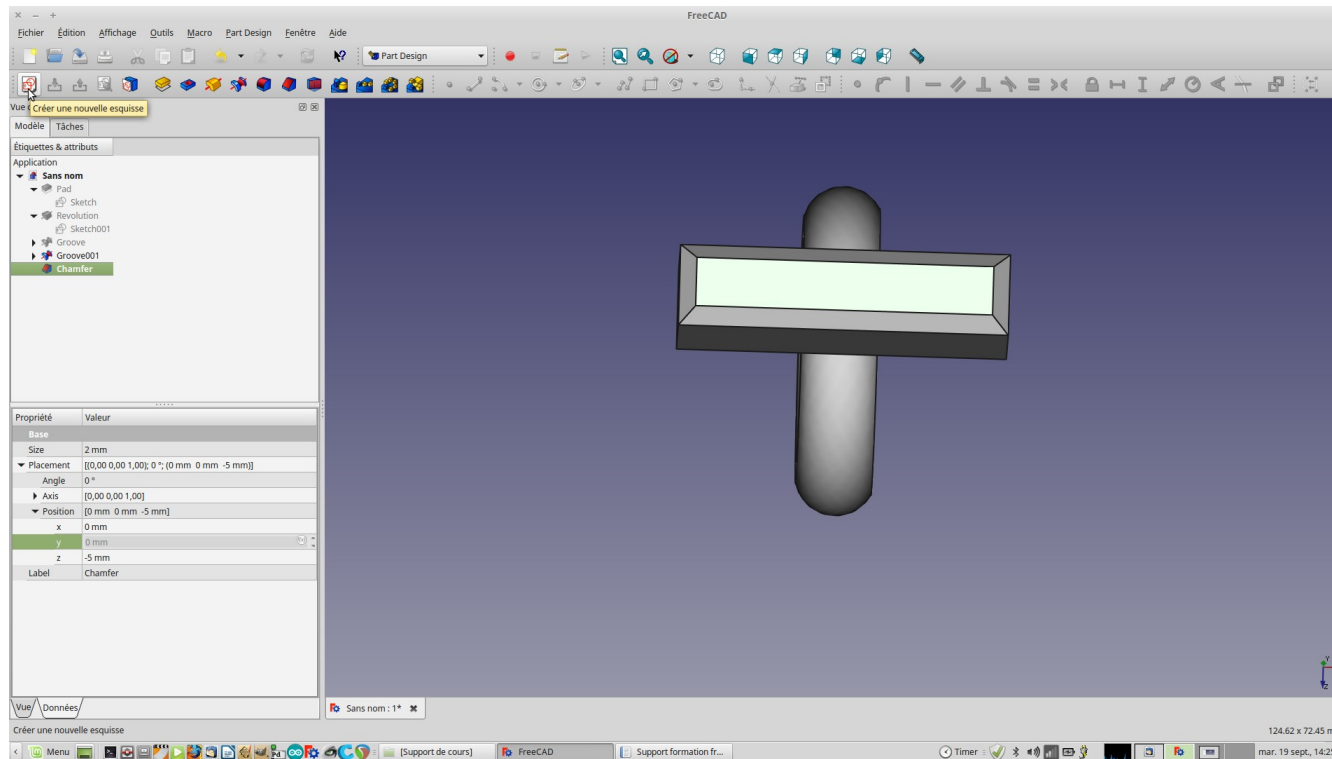 FreeCAD
Fichier Édition Affichage Outils Macro Part Design Fenêtre Aide
Part Design
Vue
Créer une nouvelle esquisse
Modèle Tâches
Étiquettes & attributs
Application
Sans nom
Pad
Sketch
Revolution
Sketch001
Groove
Groove001
Chamfer
Propriété Valeur
Base
Size 2 mm
Placement [(0,00 0,00 1,00); 0 °; (0 mm 0 mm -5 mm)]
Angle 0 °
Axis [0,00 0,00 1,00]
Position [0 mm 0 mm -5 mm]
x 0 mm
y 0 mm
z -5 mm
Label Chamfer
Y
Z
Vue Données
Sans nom : 1*
Créer une nouvelle esquisse
124.62 x 72.45 m
Menu [Support de cours] FreeCAD Support formation fr... Timer mar. 19 sept., 14:25